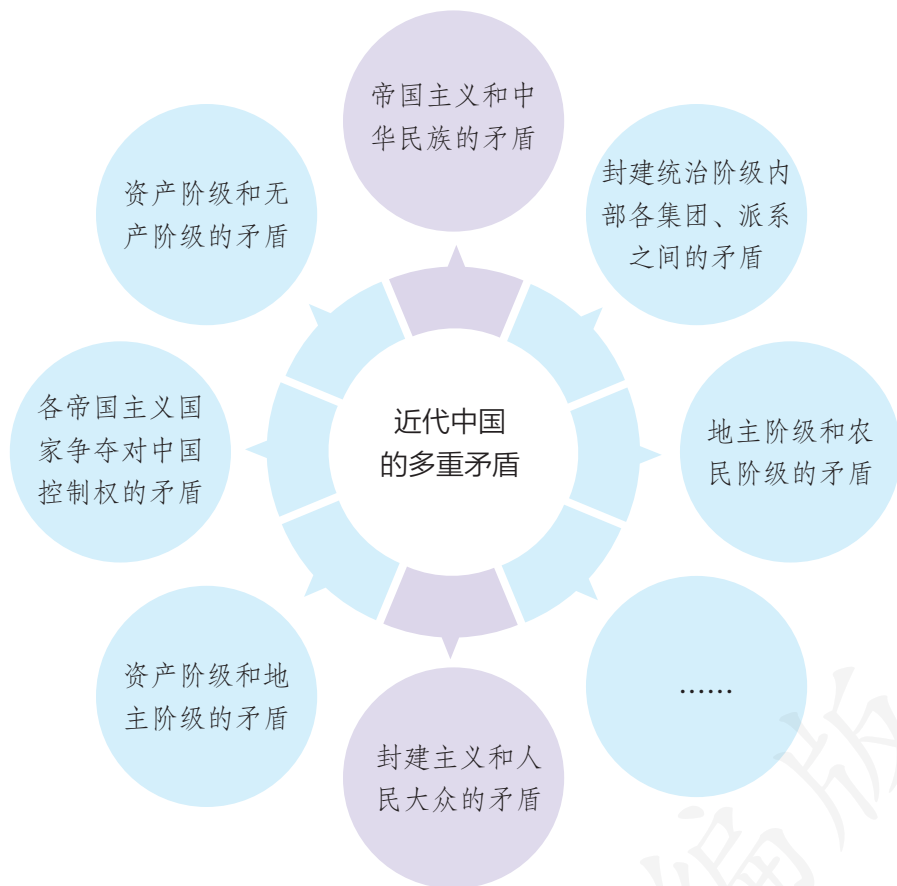 近代中国
的多重矛盾
帝国主义和中
华民族的矛盾
封建统治阶级内
部各集团、派系
之间的矛盾
地主阶级和农
民阶级的矛盾
……
封建主义和人
民大众的矛盾
资产阶级和地
主阶级的矛盾
各帝国主义国
家争夺对中国
控制权的矛盾
资产阶级和无
产阶级的矛盾
编版